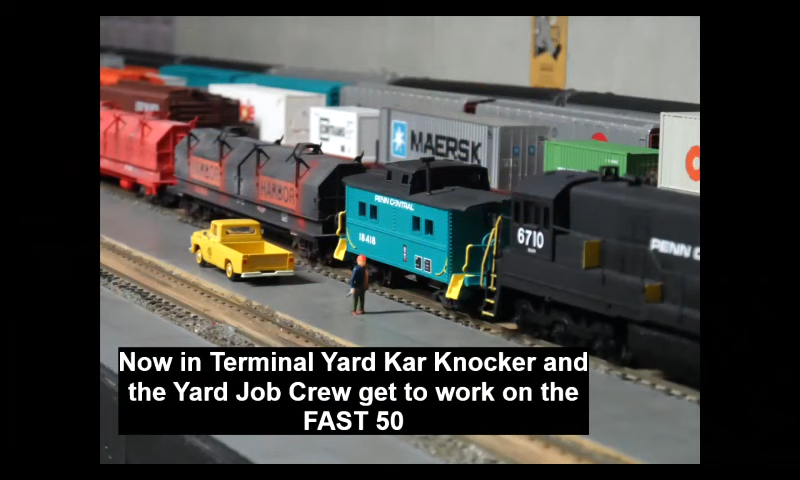 MAERSK
HARBOR
PENN CENTRAL
18418
6710
PENN C
Now in Terminal Yard Kar Knocker and
the Yard Job Crew get to work on the
FAST 50